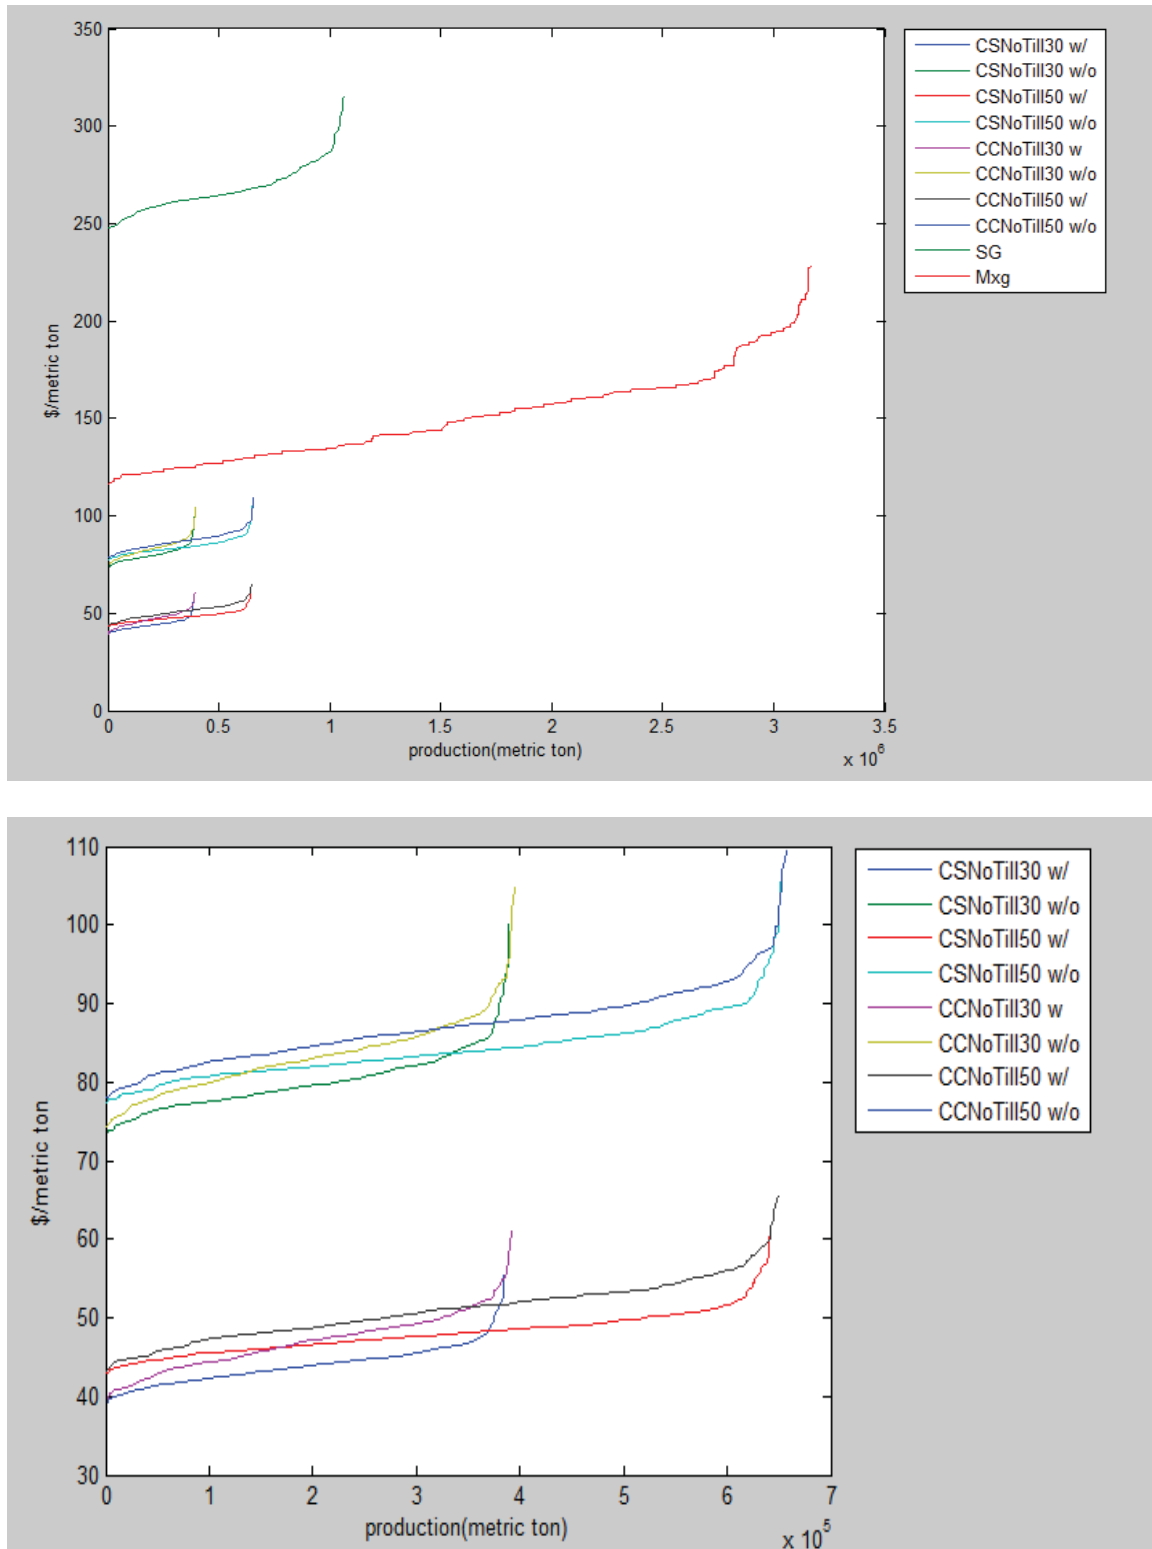 350
300
250
200
150
100
50
0
$/metric ton
0 0.5 1 1.5 2 2.5 3 3.5
production(metric ton)
x 10^6
CSNoTill30 w/
CSNoTill30 w/o
CSNoTill50 w/
CSNoTill50 w/o
CCNoTill30 w
CCNoTill30 w/o
CCNoTill50 w/
CCNoTill50 w/o
SG
Mxg
110
100
90
80
70
60
50
40
30
$/metric ton
0 1 2 3 4 5 6 7
production(metric ton)
x 10^5
CSNoTill30 w/
CSNoTill30 w/o
CSNoTill50 w/
CSNoTill50 w/o
CCNoTill30 w
CCNoTill30 w/o
CCNoTill50 w/
CCNoTill50 w/o